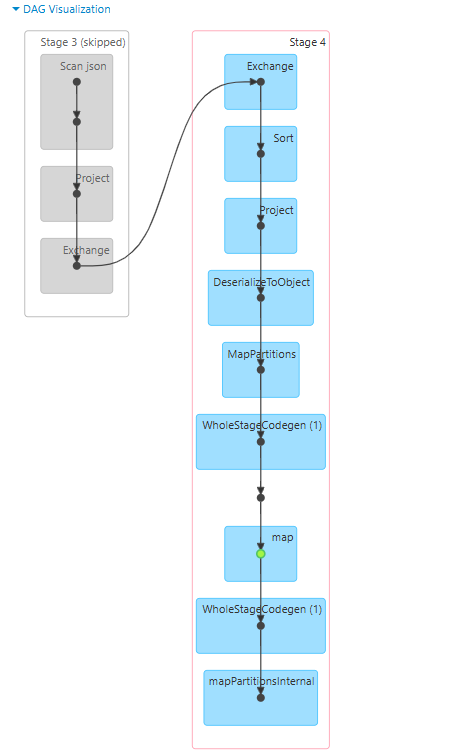 DAG Visualization
Stage 3 (skipped)
Scan json
Project
Exchange
Stage 4
Exchange
Sort
Project
DeserializeToObject
MapPartitions
WholeStageCodegen (1)
map
WholeStageCodegen (1)
mapPartitionsInternal